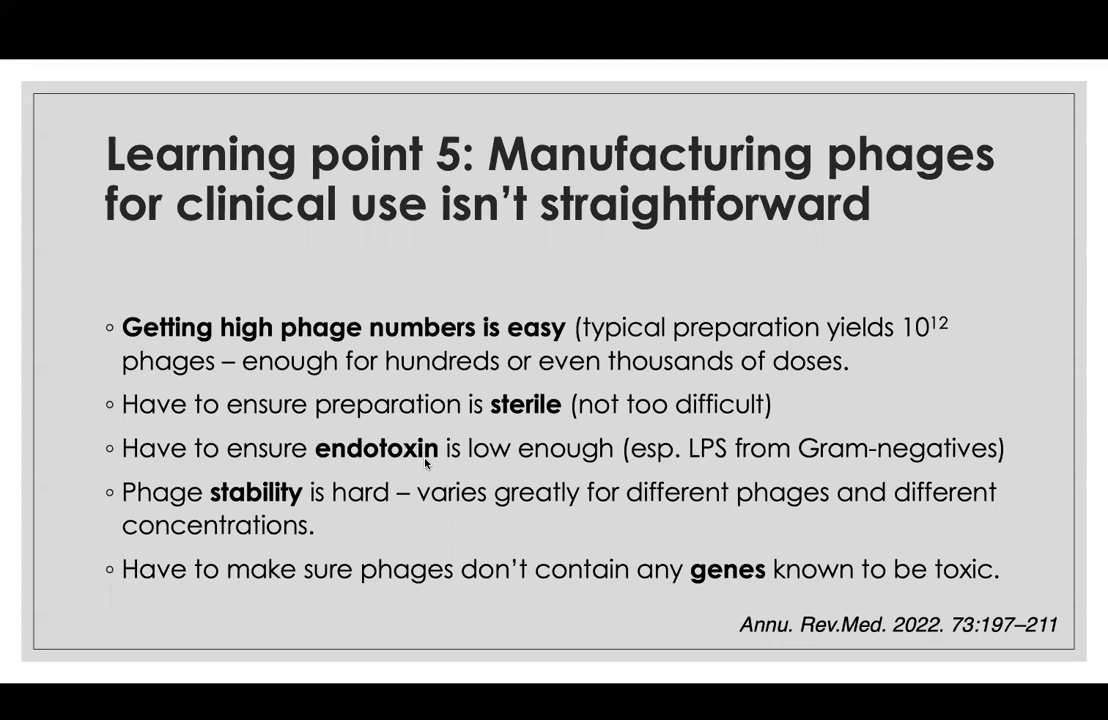 Learning point 5: Manufacturing phages
for clinical use isn't straightforward
◦ Getting high phage numbers is easy (typical preparation yields 10¹²
phages – enough for hundreds or even thousands of doses.
◦ Have to ensure preparation is sterile (not too difficult)
◦ Have to ensure endotoxin is low enough (esp. LPS from Gram-negatives)
◦ Phage stability is hard – varies greatly for different phages and different
concentrations.
◦ Have to make sure phages don't contain any genes known to be toxic.
Annu. Rev.Med. 2022. 73:197–211